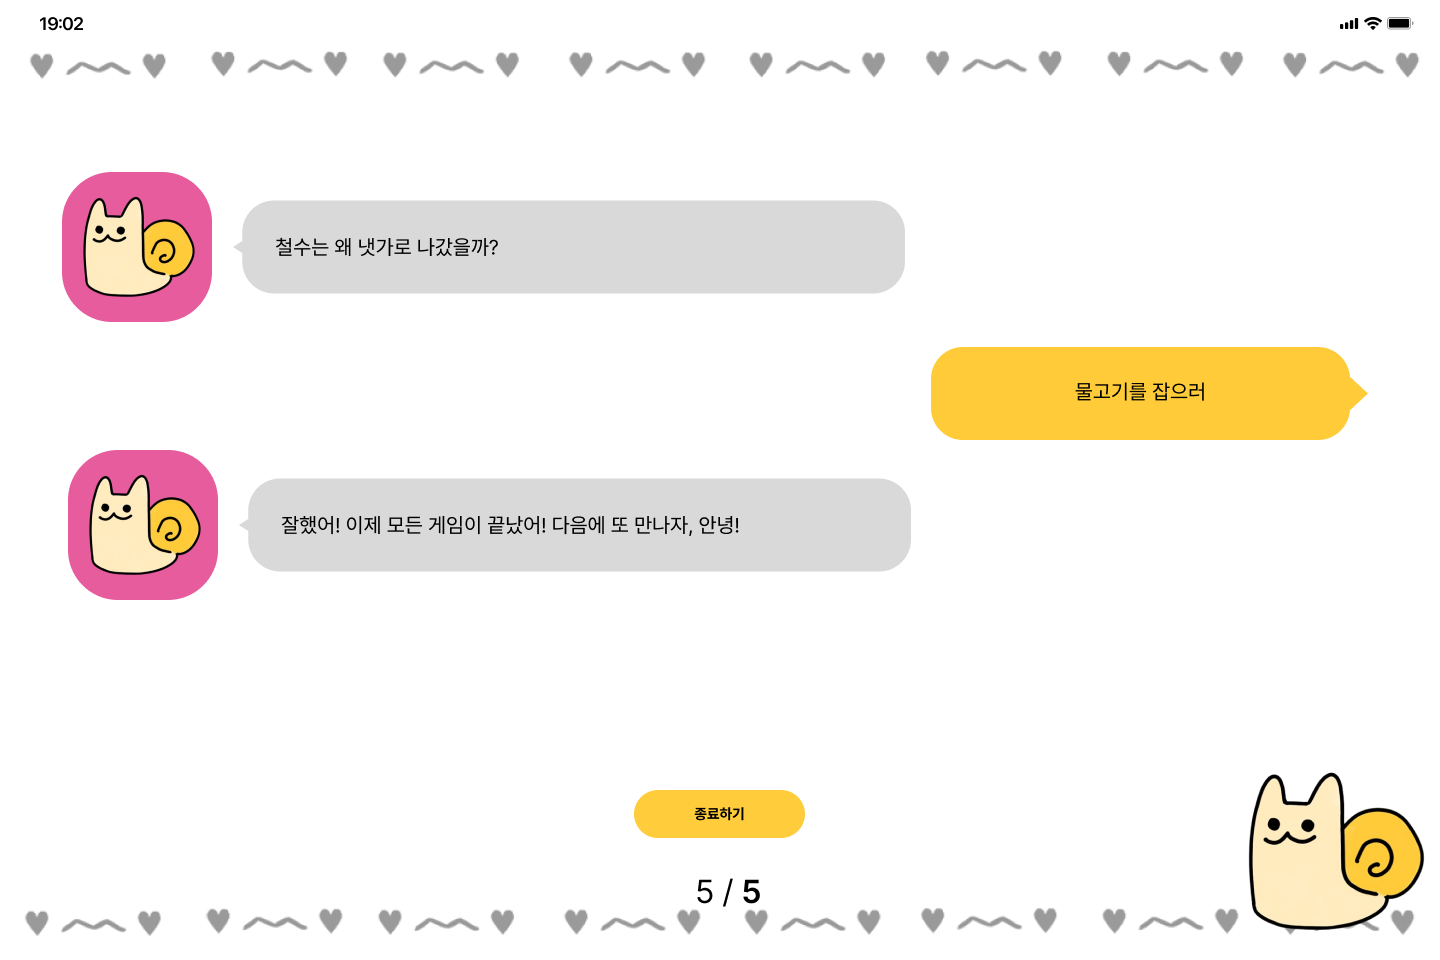 19:02
철수는 왜 냇가로 나갔을까?
물고기를 잡으러
잘했어! 이제 모든 게임이 끝났어! 다음에 또 만나자, 안녕!
종료하기
5 / 5